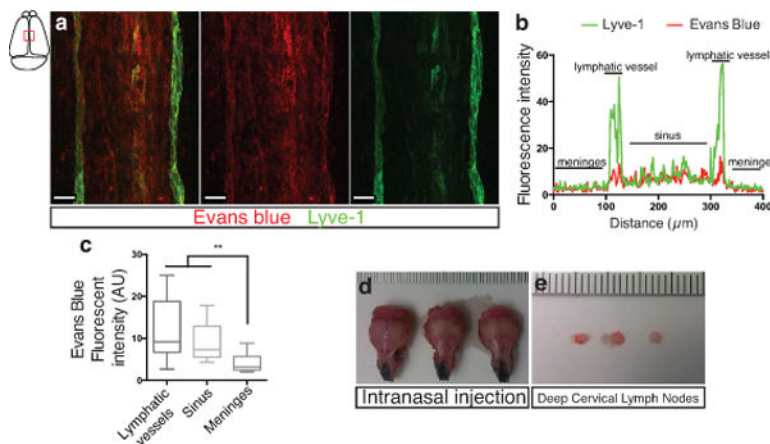 a
Evans blue Lyve-1
b
Lyve-1 Evans Blue
Fluorescence intensity
60
40
20
0
lymphatic vessel
lymphatic vessel
sinus
meninges
meninge
0 100 200 300 400
Distance (µm)
c
Evans Blue
Fluorescent
intensity (AU)
30
20
10
0
**
Lymphatic
vessels
Sinus
Meninges
d
Intranasal injection
e
Deep Cervical Lymph Nodes